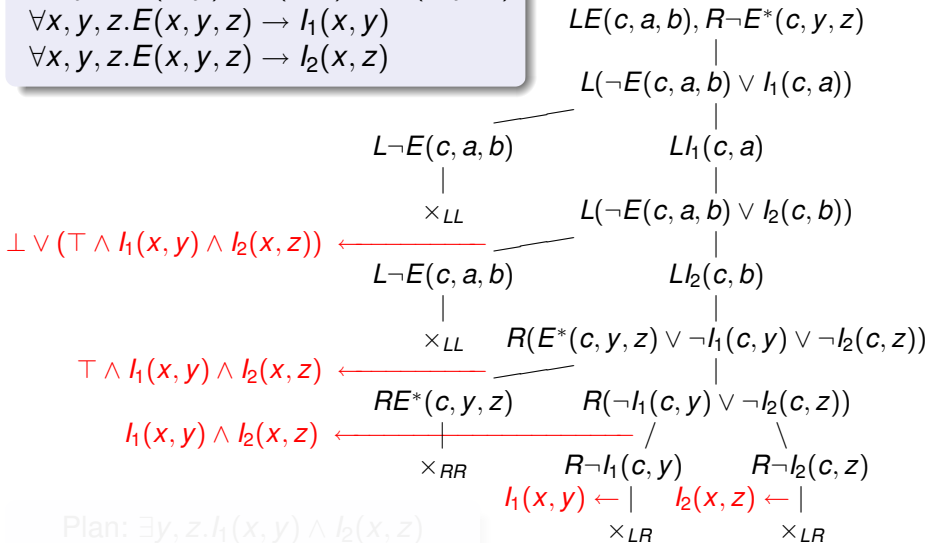 ∀x, y, z.E(x, y, z) → I₁(x, y)
∀x, y, z.E(x, y, z) → I₂(x, z)
LE(c, a, b), R¬E*(c, y, z)
L(¬E(c, a, b) ∨ I₁(c, a))
L¬E(c, a, b) LI₁(c, a)
×LL L(¬E(c, a, b) ∨ I₂(c, b))
⊥ ∨ (⊤ ∧ I₁(x, y) ∧ I₂(x, z)) ←
L¬E(c, a, b) LI₂(c, b)
×LL R(E*(c, y, z) ∨ ¬I₁(c, y) ∨ ¬I₂(c, z))
⊤ ∧ I₁(x, y) ∧ I₂(x, z) ←
RE*(c, y, z) R(¬I₁(c, y) ∨ ¬I₂(c, z))
I₁(x, y) ∧ I₂(x, z) ←
×RR R¬I₁(c, y) R¬I₂(c, z)
I₁(x, y) ← I₂(x, z) ←
Plan: ∃y, z.I₁(x, y) ∧ I₂(x, z)
×LR ×LR